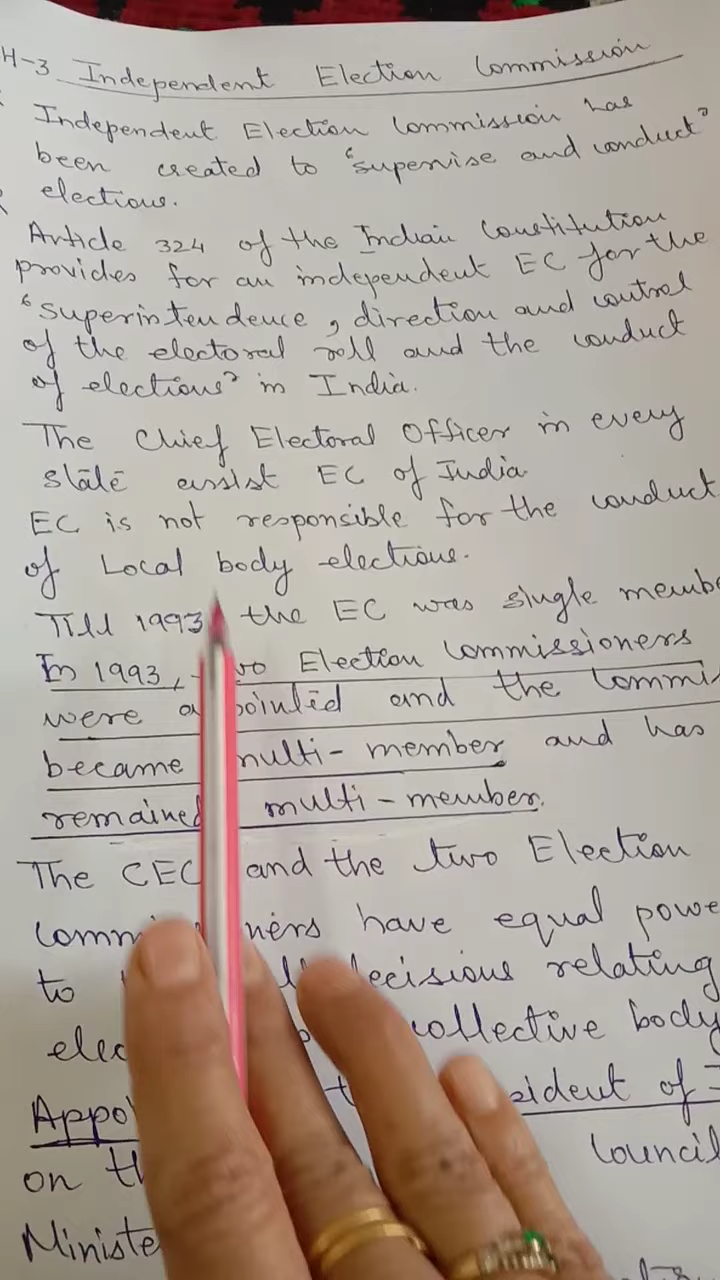 H-3 Independent Election Commission
Independent Election Commission has
been created to "supervise and conduct"
elections.
Article 324 of the Indian Constitution
provides for an independent EC for the
"superintendence, direction and control
of the electoral roll and the conduct
of elections" in India.
The Chief Electoral Officer in every
state assist EC of India
EC is not responsible for the conduct
of Local body elections.
Till 1993 the EC was single membe
In 1993, Election Commissioners
were and the Commi
became multi-member and has
remained multi-member.
The CEC and the two Election
have equal powe
to decisions relating
collective body
of
on Council